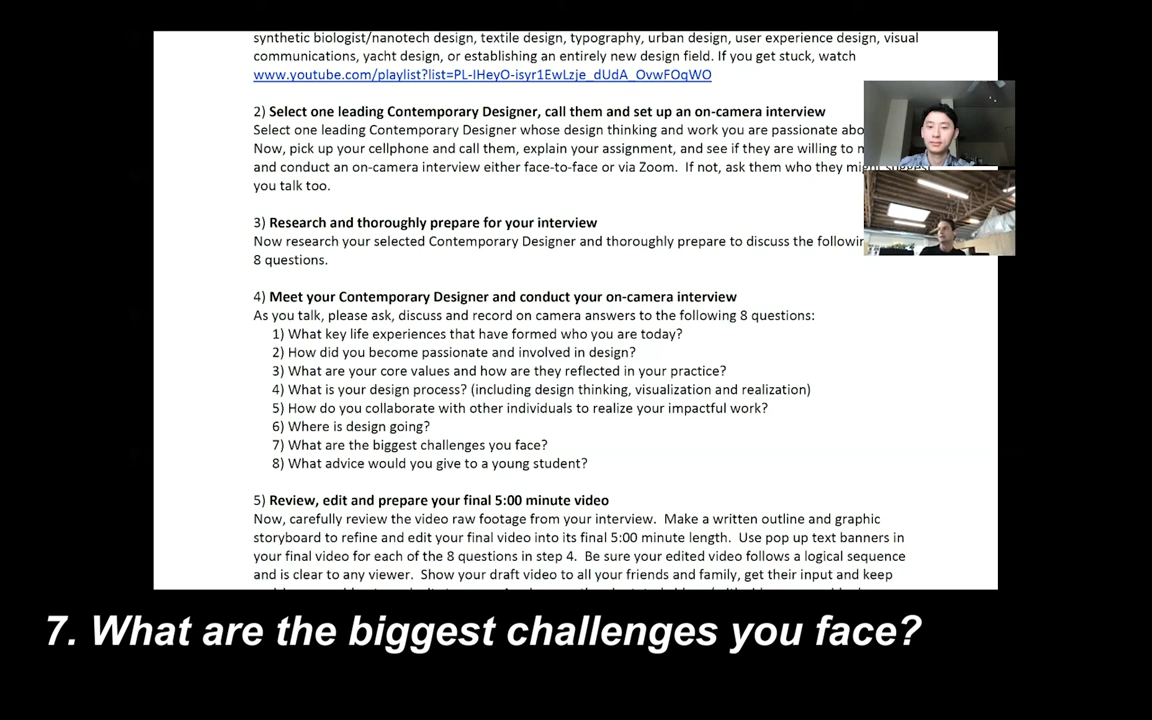 synthetic biologist/nanotech design, textile design, typography, urban design, user experience design, visual
communications, yacht design, or establishing an entirely new design field. If you get stuck, watch
www.youtube.com/playlist?list=PL-IHeyO-isyr1EwLzje_dUdA_OvwFOqWO
2) Select one leading Contemporary Designer, call them and set up an on-camera interview
Select one leading Contemporary Designer whose design thinking and work you are passionate abo
Now, pick up your cellphone and call them, explain your assignment, and see if they are willing to m
and conduct an on-camera interview either face-to-face or via Zoom. If not, ask them who they might suggest
you talk too.
3) Research and thoroughly prepare for your interview
Now research your selected Contemporary Designer and thoroughly prepare to discuss the followin
8 questions.
4) Meet your Contemporary Designer and conduct your on-camera interview
As you talk, please ask, discuss and record on camera answers to the following 8 questions:
1) What key life experiences that have formed who you are today?
2) How did you become passionate and involved in design?
3) What are your core values and how are they reflected in your practice?
4) What is your design process? (including design thinking, visualization and realization)
5) How do you collaborate with other individuals to realize your impactful work?
6) Where is design going?
7) What are the biggest challenges you face?
8) What advice would you give to a young student?
5) Review, edit and prepare your final 5:00 minute video
Now, carefully review the video raw footage from your interview. Make a written outline and graphic
storyboard to refine and edit your final video into its final 5:00 minute length. Use pop up text banners in
your final video for each of the 8 questions in step 4. Be sure your edited video follows a logical sequence
and is clear to any viewer. Show your draft video to all your friends and family, get their input and keep
7. What are the biggest challenges you face?